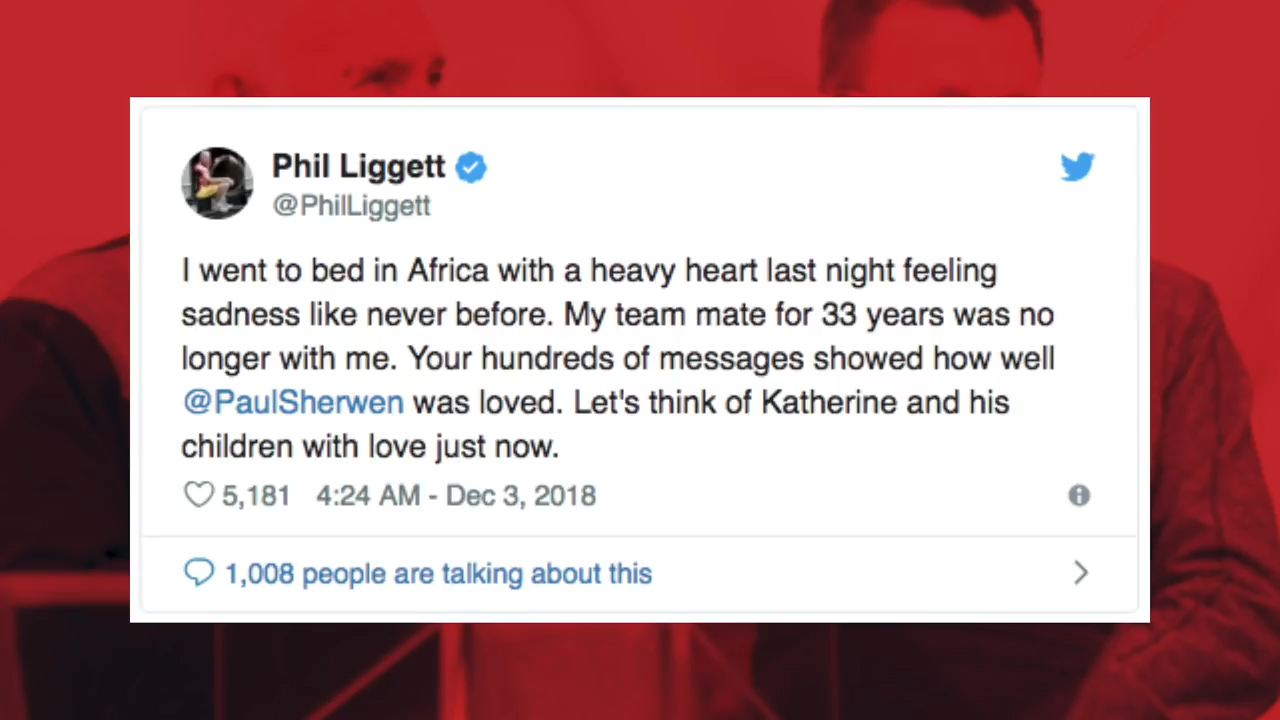 Phil Liggett
@PhilLiggett
I went to bed in Africa with a heavy heart last night feeling
sadness like never before. My team mate for 33 years was no
longer with me. Your hundreds of messages showed how well
@PaulSherwen was loved. Let's think of Katherine and his
children with love just now.
5,181 4:24 AM - Dec 3, 2018
1,008 people are talking about this